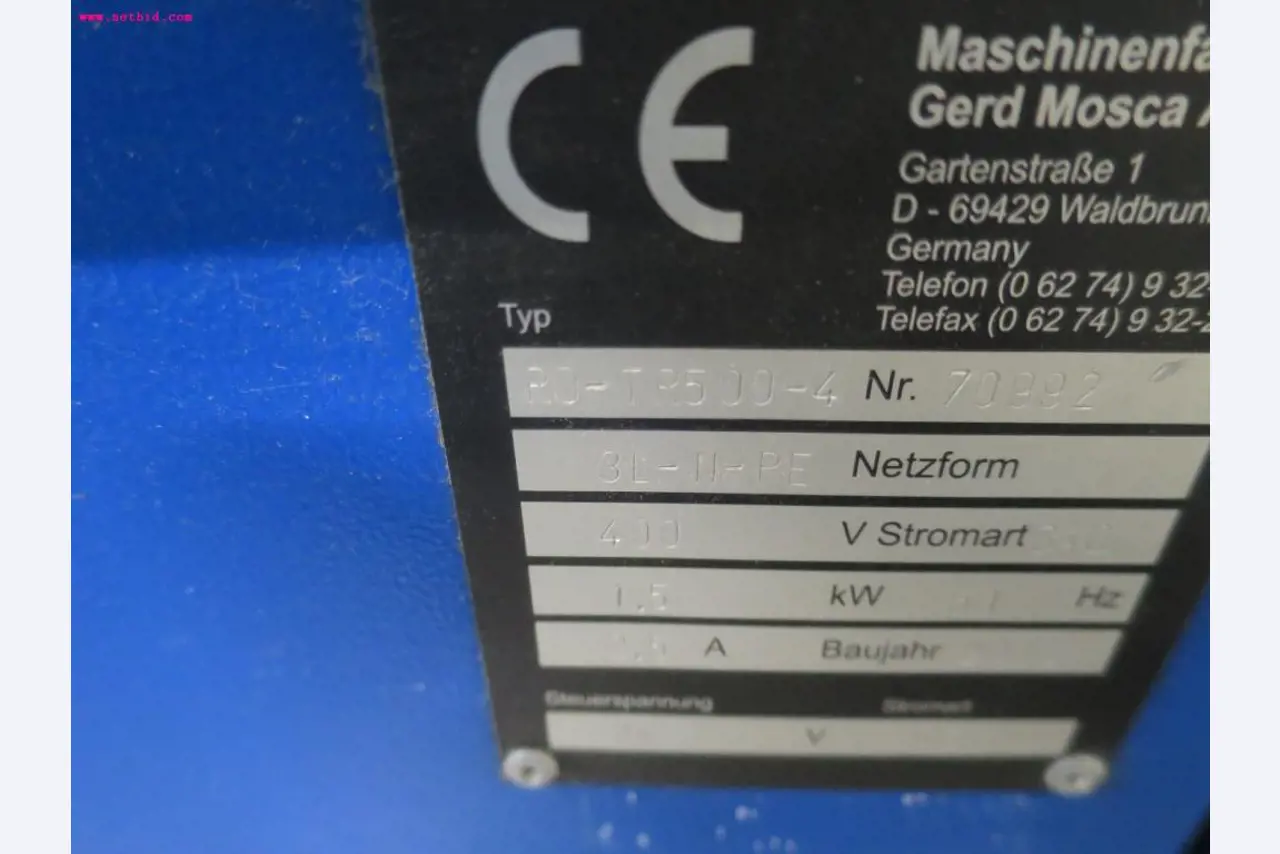 www.netbid.com
CE
Maschinenfa
Gerd Mosca A
Gartenstraße 1
D - 69429 Waldbrunn
Germany
Telefon (0 62 74) 9 32-
Telefax (0 62 74) 9 32-2
Typ
RO-TR500-4 Nr. 70992
3L-N-PE Netzform
400 V Stromart
1,5 kW Hz
A Baujahr
Steuerspannung Stromart
V